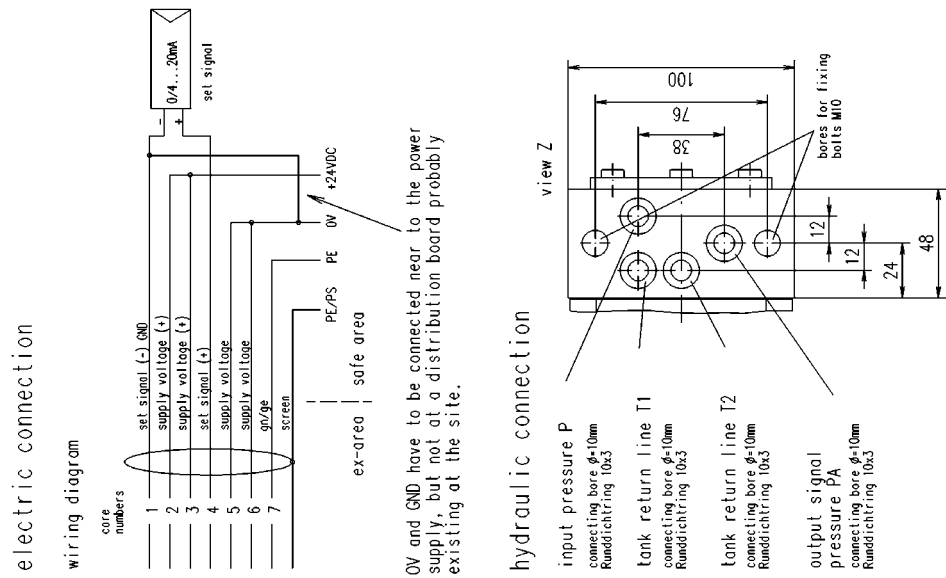 electric connection
wiring diagram
core
numbers
1
2
3
4
5
6
7
set signal (-) GND
supply voltage (+)
supply voltage (+)
set signal (+)
supply voltage
supply voltage
gn/ge
screen
ex-area
safe area
PE/PS
PE
0V
+24VDC
-
+
0/4...20mA
set signal
0V and GND have to be connected near to the power
supply, but not at a distribution board probably
existing at the site.
hydraulic connection
view Z
100
76
38
bores for fixing
bolts M10
12
12
24
48
input pressure P
connecting bore ϕ=10mm
Runddichtring 10x3
tank return line T1
connecting bore ϕ=10mm
Runddichtring 10x3
tank return line T2
connecting bore ϕ=10mm
Runddichtring 10x3
output signal
pressure PA
connecting bore ϕ=10mm
Runddichtring 10x3